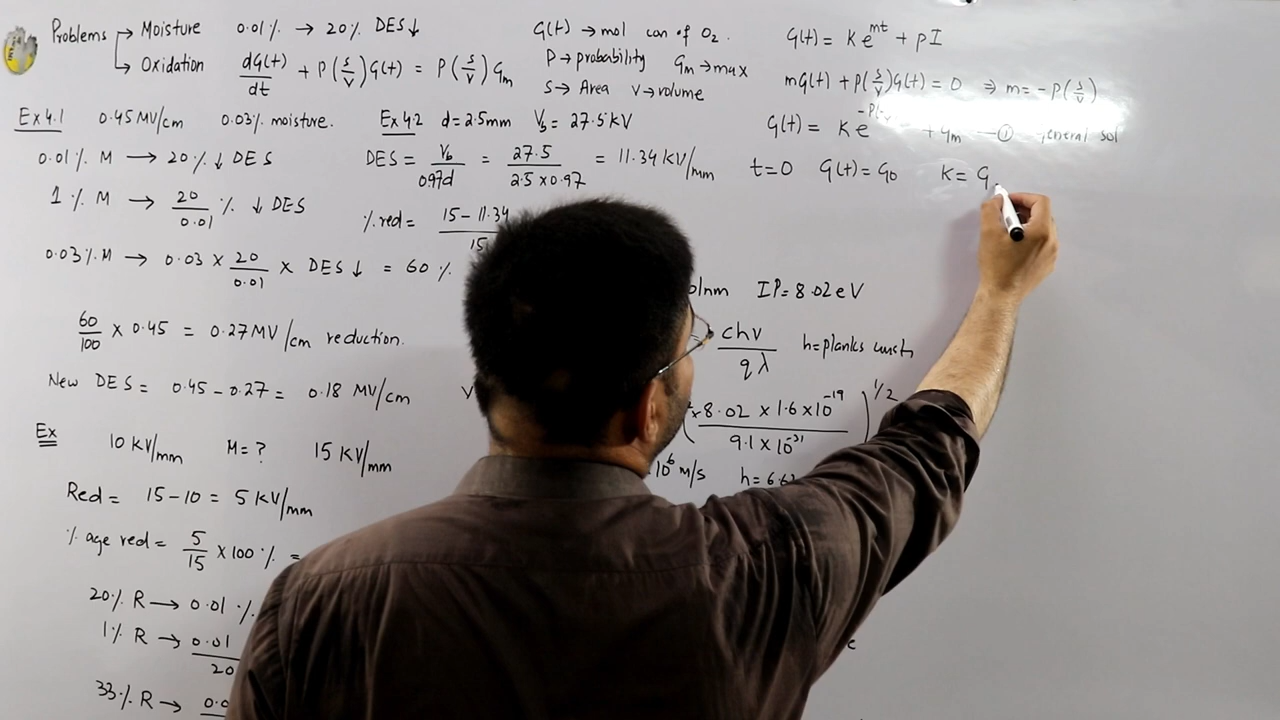 Problems → Moisture 0.01% → 20% DES↓
→ Oxidation dG(t)/dt + P(s/v)G(t) = P(s/v)Gm
G(t) → mol con of O2.
P → probability Gm → max
S → Area V → volume
G(t) = K e^mt + PI
mG(t) + P(s/v)G(t) = 0 ⇒ m = -P(s/v)
G(t) = K e + Gm — ① sol
t=0 G(t) = G0 K = G
Ex 4.1 0.45 MV/cm 0.03% moisture.
0.01% M → 20% ↓ DES
1% M → 20/0.01 % ↓ DES
0.03% M → 0.03 × 20/0.01 × DES↓ = 60%
60/100 × 0.45 = 0.27 MV/cm reduction.
New DES = 0.45 - 0.27 = 0.18 MV/cm
Ex 4.2 d = 2.5mm Vb = 27.5 KV
DES = Vb/0.97d = 27.5/2.5×0.97 = 11.34 KV/mm
% red = 15 - 11.34/15
IP = 8.02 eV
chv/qλ h = planks const
8.02 × 1.6 × 10^-19/9.1 × 10^-31 )^1/2
10^6 m/s h = 6.62
Ex 10 KV/mm M = ? 15 KV/mm
Red = 15 - 10 = 5 KV/mm
% age red = 5/15 × 100 % =
20% R → 0.01 %
1% R → 0.01/20
33% R →